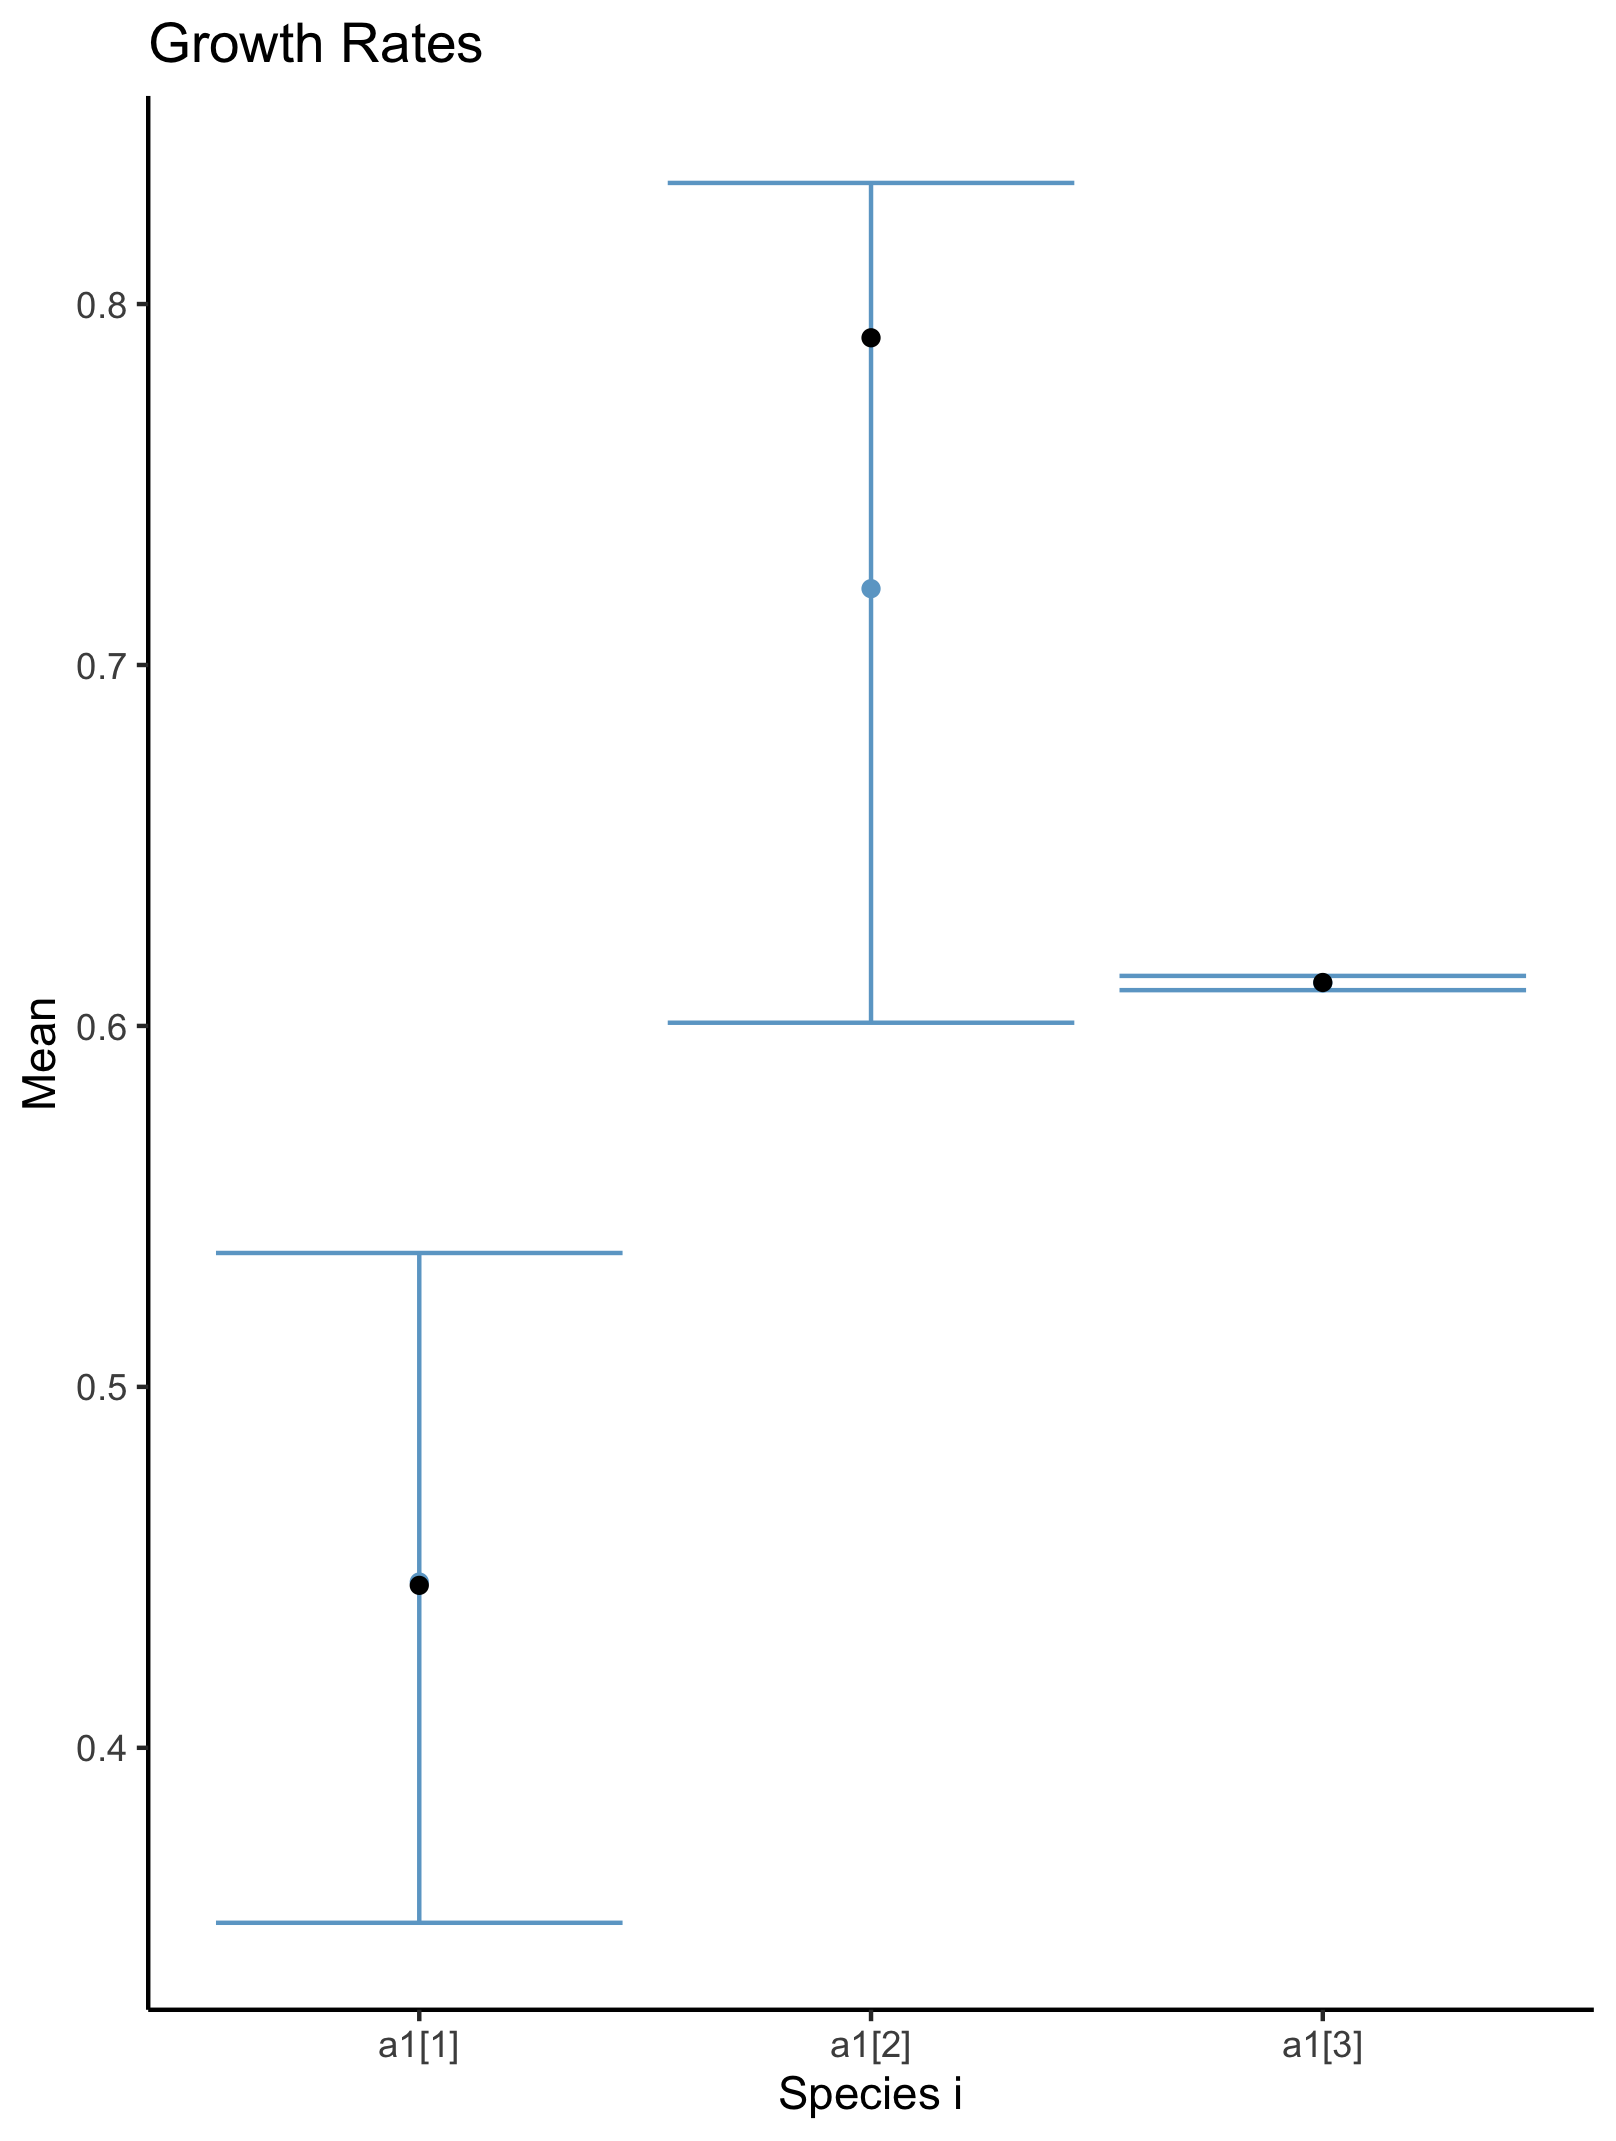 Growth Rates
Mean
0.8
0.7
0.6
0.5
0.4
a1[1]
a1[2]
a1[3]
Species i